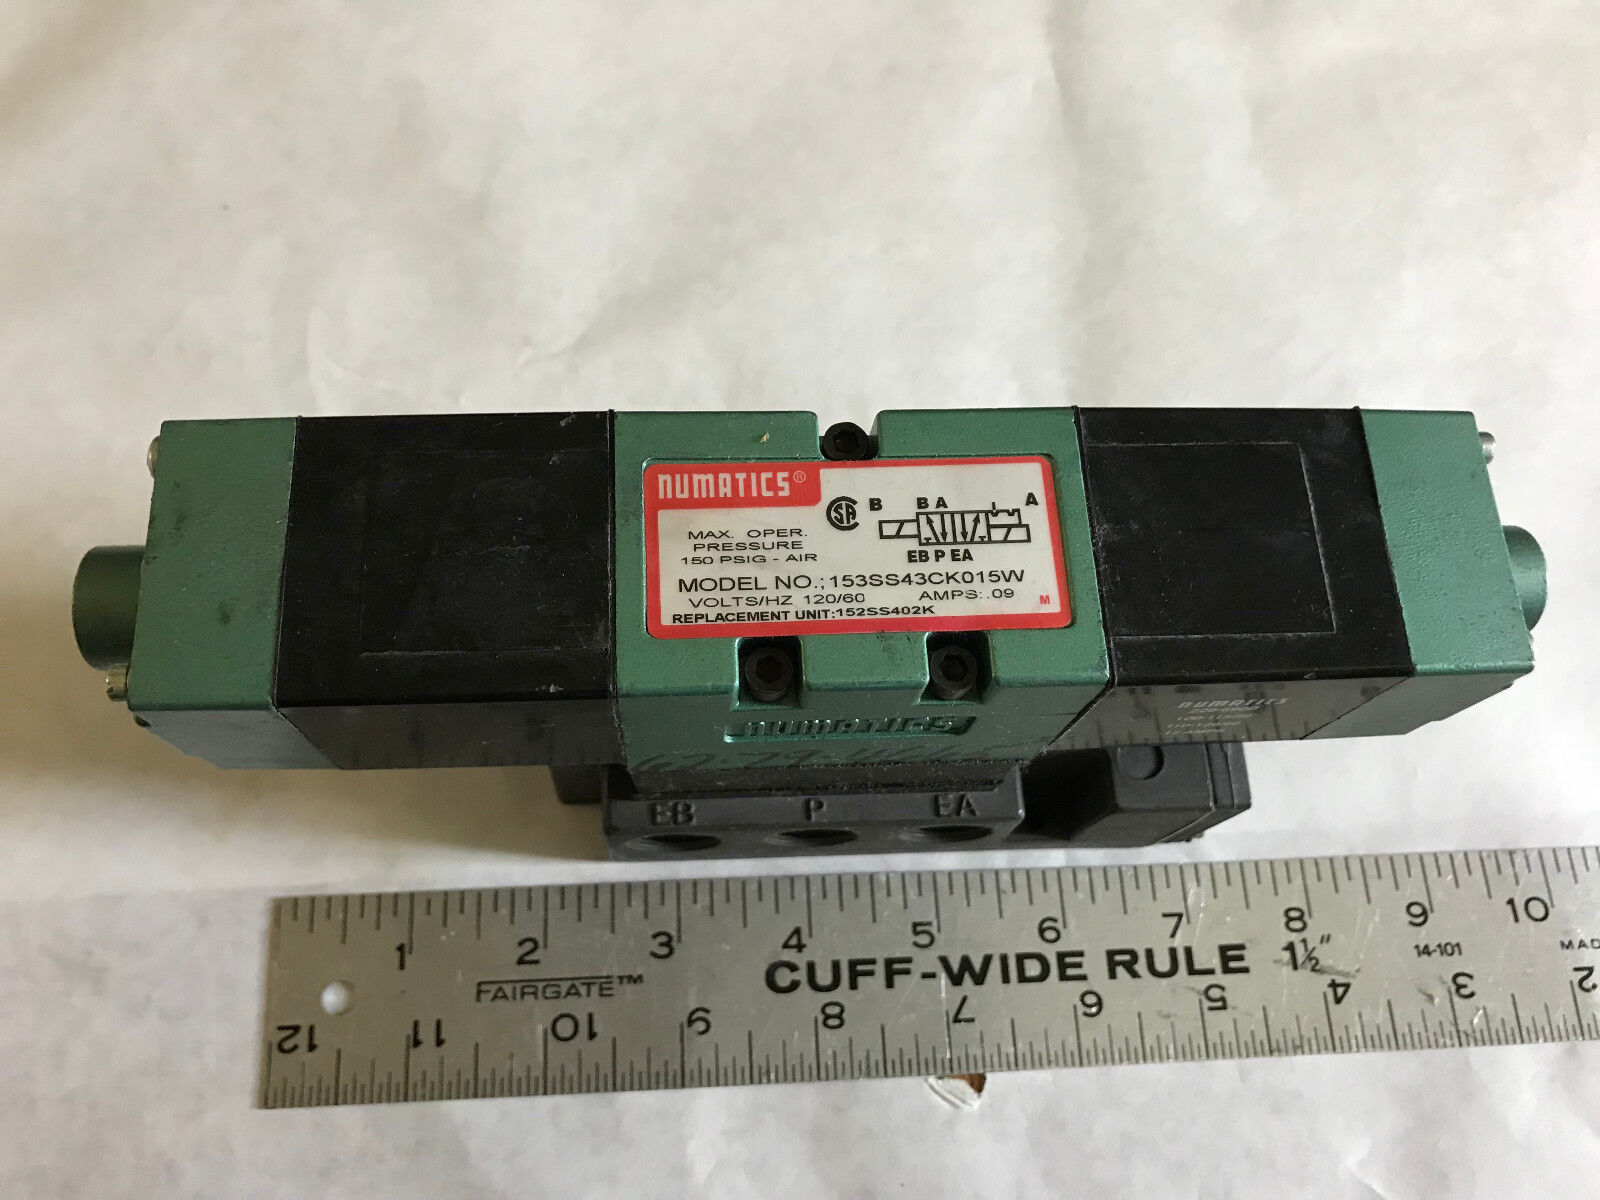 NUMATICS®
B B A A
EB P EA
MAX. OPER.
PRESSURE
150 PSIG - AIR
MODEL NO.;153SS43CK015W
VOLTS/HZ 120/60 AMPS:.09
REPLACEMENT UNIT:152SS402K
M
NUMATICS
NUMATICS
EB P EA
1 2 3 4 5 6 7 8 9 10
FAIRGATE™ CUFF-WIDE RULE 1½" 14-101
12 11 10 9 8 7 6 5 4 3 2